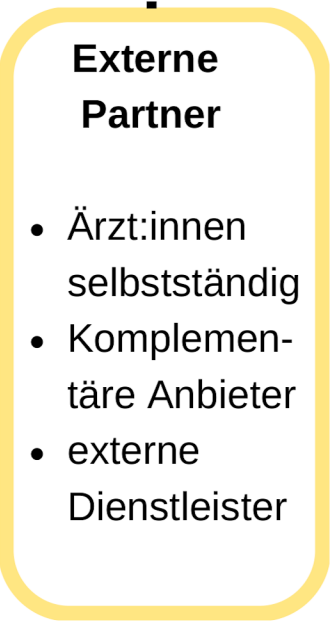 Externe
Partner
• Ärzt:innen
selbstständig
• Komplemen-
täre Anbieter
• externe
Dienstleister